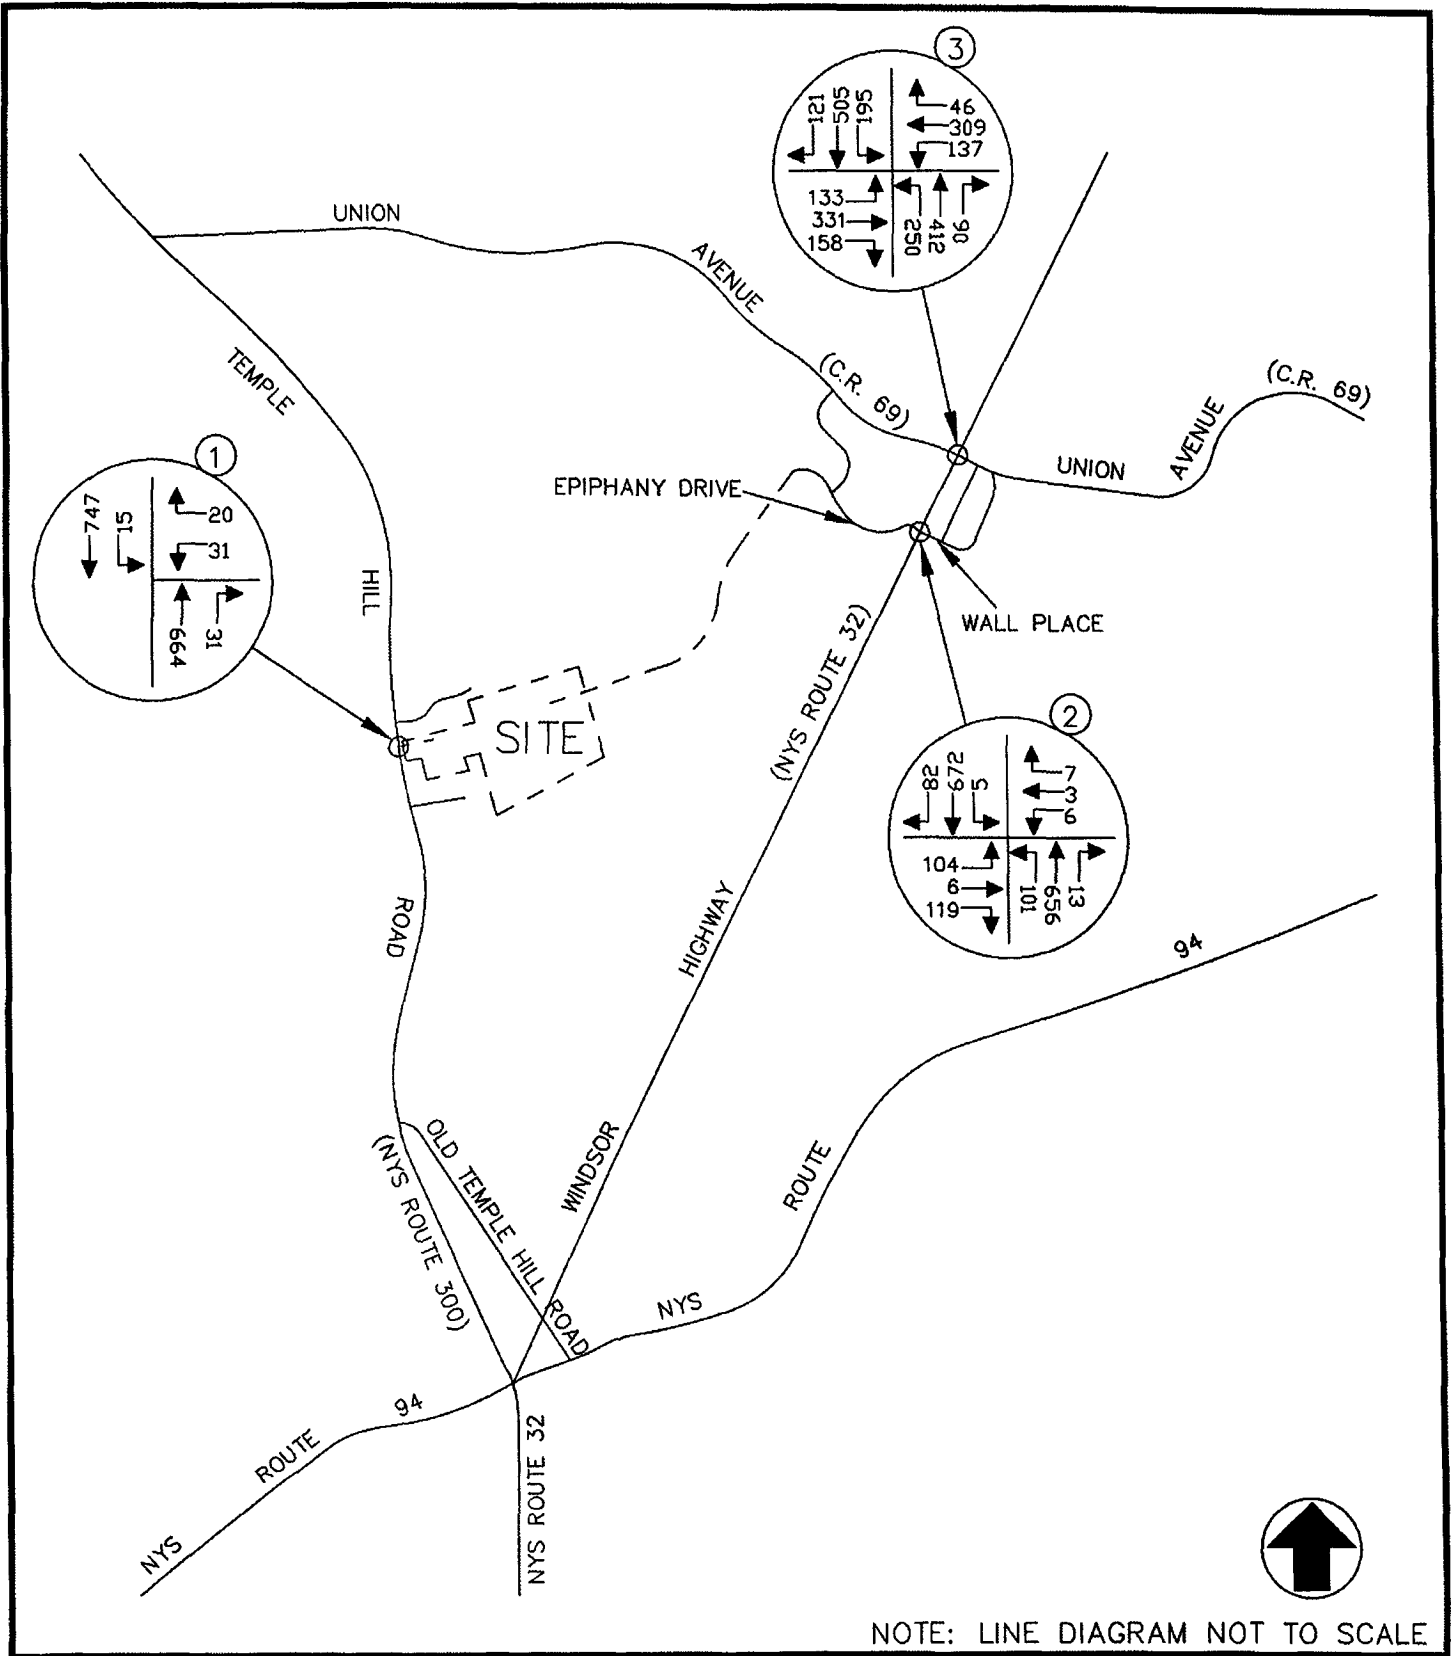 3
121
505
195
46
309
137
133
331
158
250
412
90
UNION
AVENUE
(C.R. 69)
(C.R. 69)
UNION
AVENUE
TEMPLE
1
747
15
20
31
664
31
EPIPHANY DRIVE
HILL
WALL PLACE
(NYS ROUTE 32)
SITE
2
82
672
5
7
3
6
104
6
119
101
656
13
ROAD
HIGHWAY
94
OLD TEMPLE HILL ROAD
(NYS ROUTE 300)
WINDSOR
ROUTE
NYS
94
ROUTE
NYS
NYS ROUTE 32
NOTE: LINE DIAGRAM NOT TO SCALE